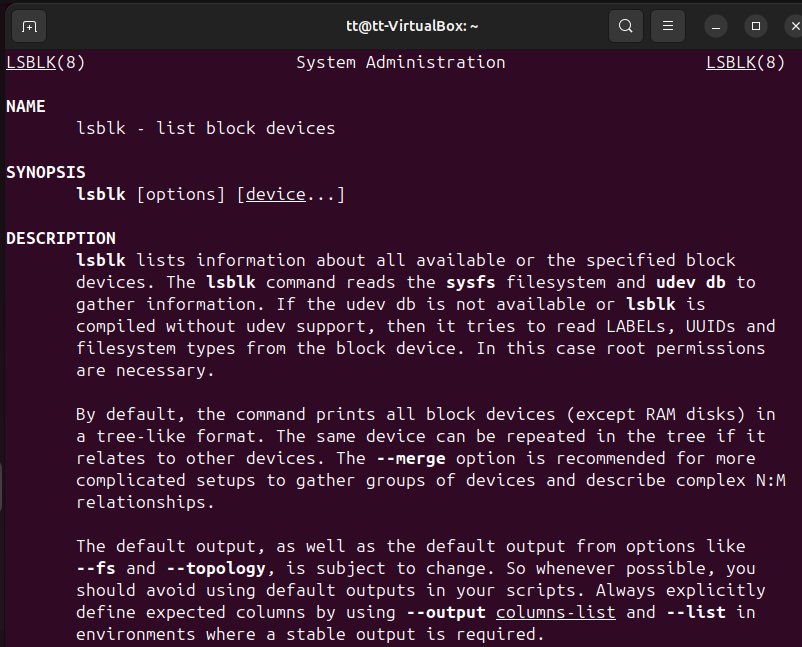 tt@tt-VirtualBox: ~
LSBLK(8) System Administration LSBLK(8)
NAME
lsblk - list block devices
SYNOPSIS
lsblk [options] [device...]
DESCRIPTION
lsblk lists information about all available or the specified block
devices. The lsblk command reads the sysfs filesystem and udev db to
gather information. If the udev db is not available or lsblk is
compiled without udev support, then it tries to read LABELs, UUIDs and
filesystem types from the block device. In this case root permissions
are necessary.
By default, the command prints all block devices (except RAM disks) in
a tree-like format. The same device can be repeated in the tree if it
relates to other devices. The --merge option is recommended for more
complicated setups to gather groups of devices and describe complex N:M
relationships.
The default output, as well as the default output from options like
--fs and --topology, is subject to change. So whenever possible, you
should avoid using default outputs in your scripts. Always explicitly
define expected columns by using --output columns-list and --list in
environments where a stable output is required.